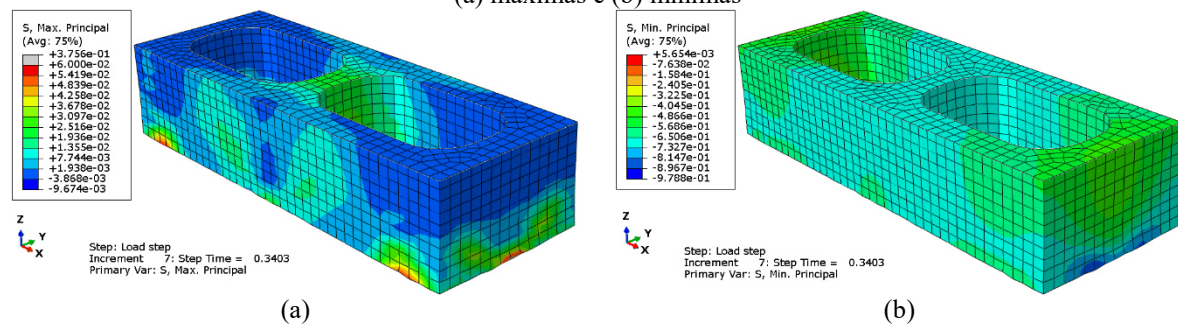 (a) máximas e (b) mínimas
S, Max. Principal
(Avg: 75%)
+3.756e-01
+6.000e-02
+5.419e-02
+4.839e-02
+4.258e-02
+3.678e-02
+3.097e-02
+2.516e-02
+1.936e-02
+1.355e-02
+7.744e-03
+1.938e-03
-3.868e-03
-9.674e-03
Z
Y
X
Step: Load step
Increment 7: Step Time = 0.3403
Primary Var: S, Max. Principal
(a)
S, Min. Principal
(Avg: 75%)
+5.654e-03
-7.638e-02
-1.584e-01
-2.405e-01
-3.225e-01
-4.045e-01
-4.866e-01
-5.686e-01
-6.506e-01
-7.327e-01
-8.147e-01
-8.967e-01
-9.788e-01
Z
Y
X
Step: Load step
Increment 7: Step Time = 0.3403
Primary Var: S, Min. Principal
(b)